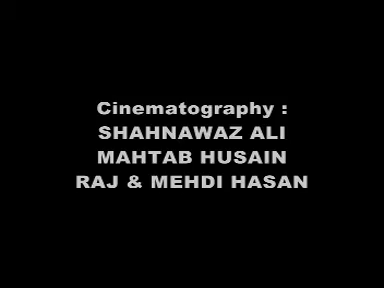 Cinematography :
SHAHNAWAZ ALI
MAHTAB HUSAIN
RAJ & MEHDI HASAN